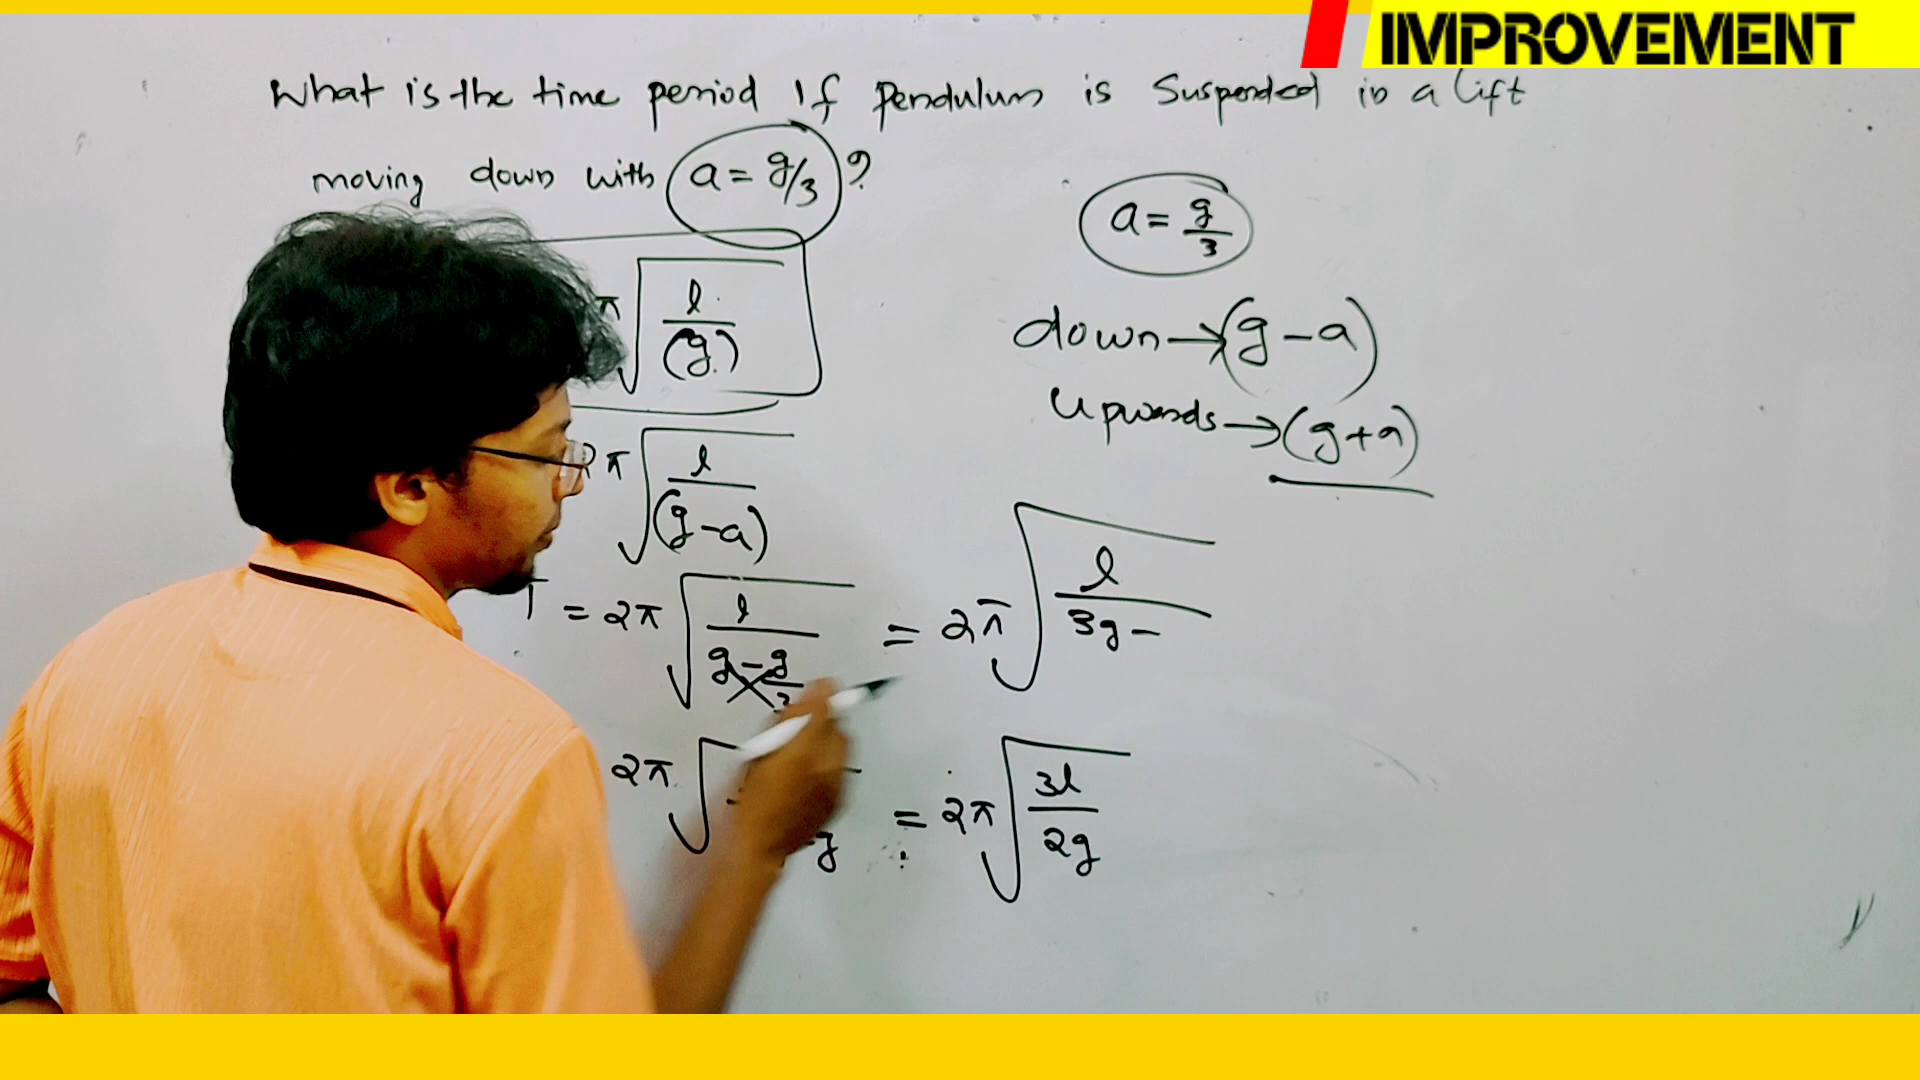 IMPROVEMENT
What is the time period If pendulum is suspended in a lift
moving down with a = g/3 ?
a = g/3
π √ l/(g)
down → (g - a)
upwards → (g + a)
2π √ l/(g - a)
T = 2π √ l/(g - g/3) = 2π √ l/3g -
2π √ g = 2π √ 3l/2g